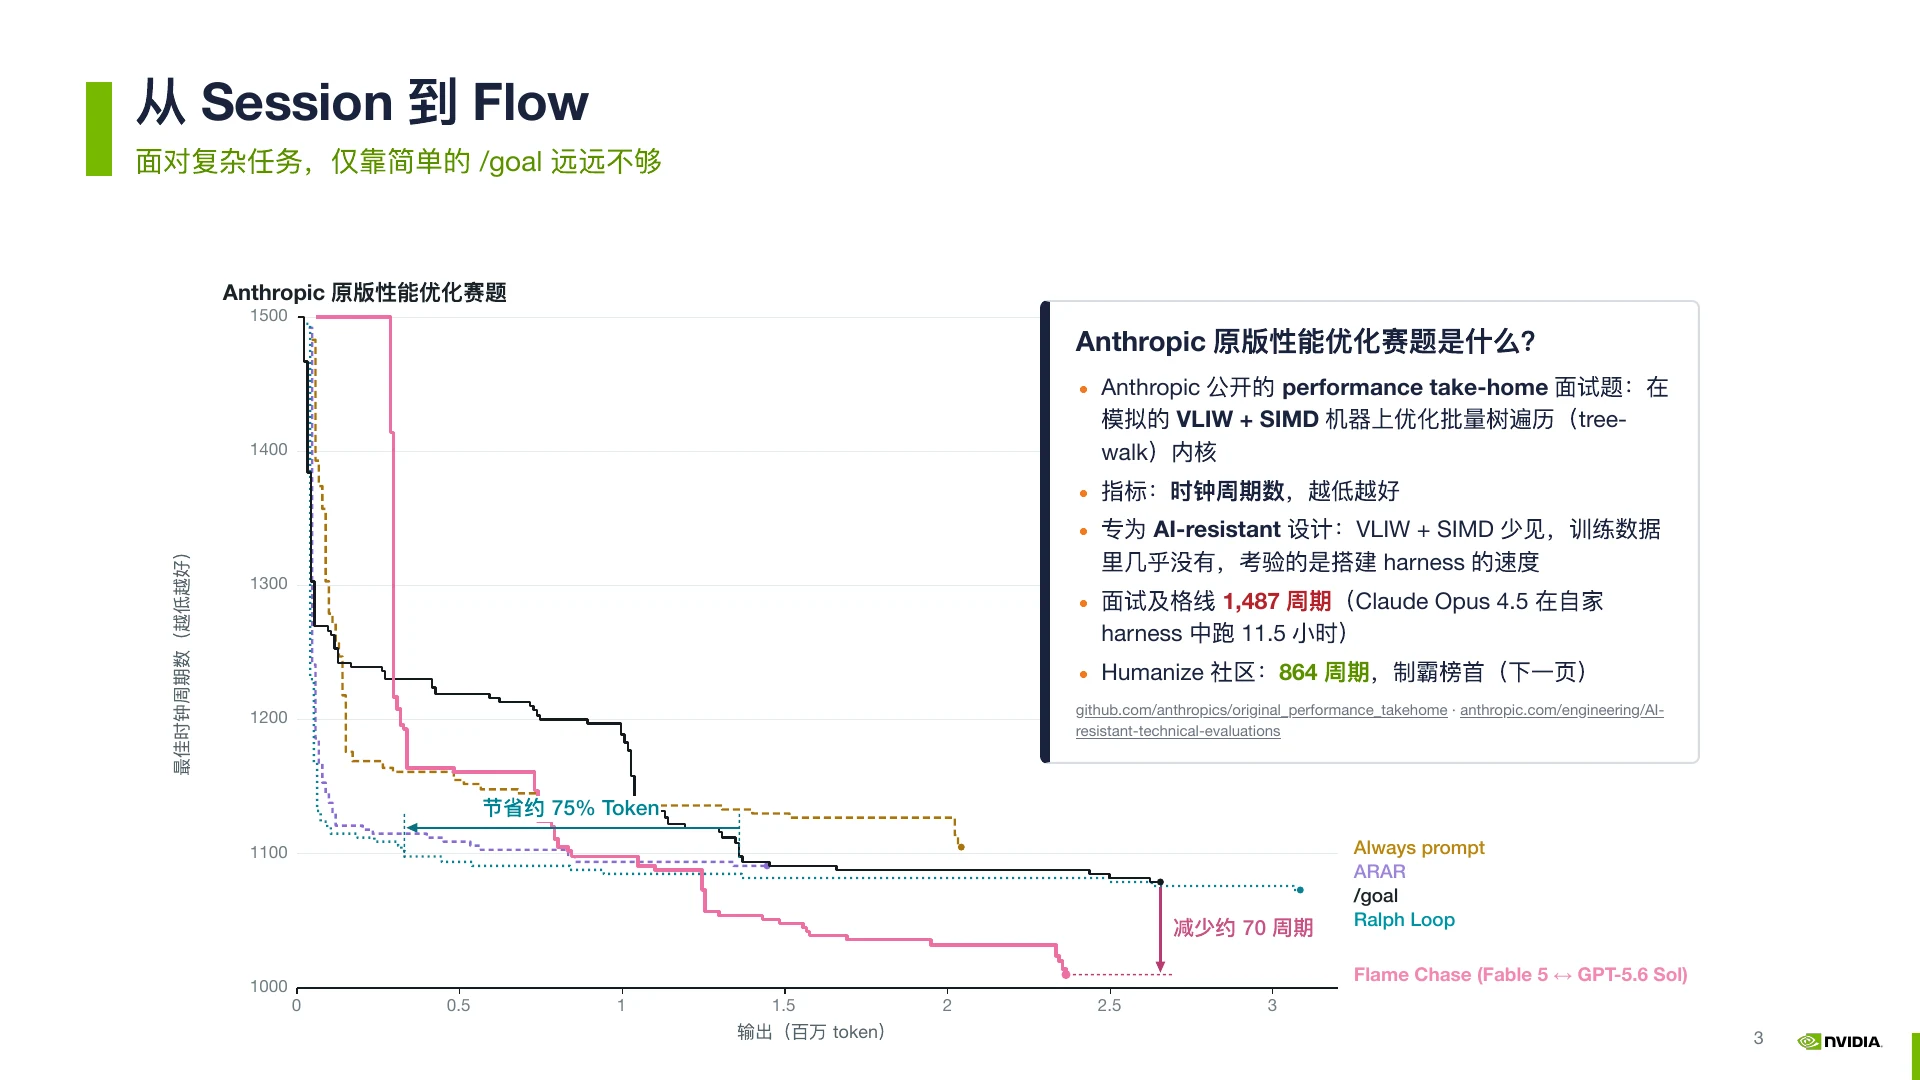 从 Session 到 Flow
面对复杂任务，仅靠简单的 /goal 远远不够
Anthropic 原版性能优化赛题
1500
1400
1300
1200
1100
1000
最佳时钟周期数（越低越好）
0
0.5
1
1.5
2
2.5
3
输出（百万 token）
节省约 75% Token
减少约 70 周期
Always prompt
ARAR
/goal
Ralph Loop
Flame Chase (Fable 5 ↔ GPT-5.6 Sol)
Anthropic 原版性能优化赛题是什么？
Anthropic 公开的 performance take-home 面试题：在
模拟的 VLIW + SIMD 机器上优化批量树遍历（tree-
walk）内核
指标：时钟周期数，越低越好
专为 AI-resistant 设计：VLIW + SIMD 少见，训练数据
里几乎没有，考验的是搭建 harness 的速度
面试及格线 1,487 周期（Claude Opus 4.5 在自家
harness 中跑 11.5 小时）
Humanize 社区：864 周期，制霸榜首（下一页）
github.com/anthropics/original_performance_takehome · anthropic.com/engineering/AI-
resistant-technical-evaluations
3
NVIDIA